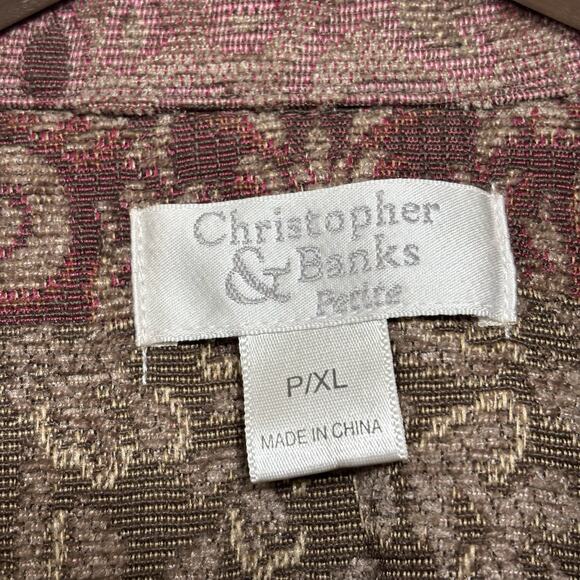 Christopher
& Banks
Petite
P/XL
MADE IN CHINA